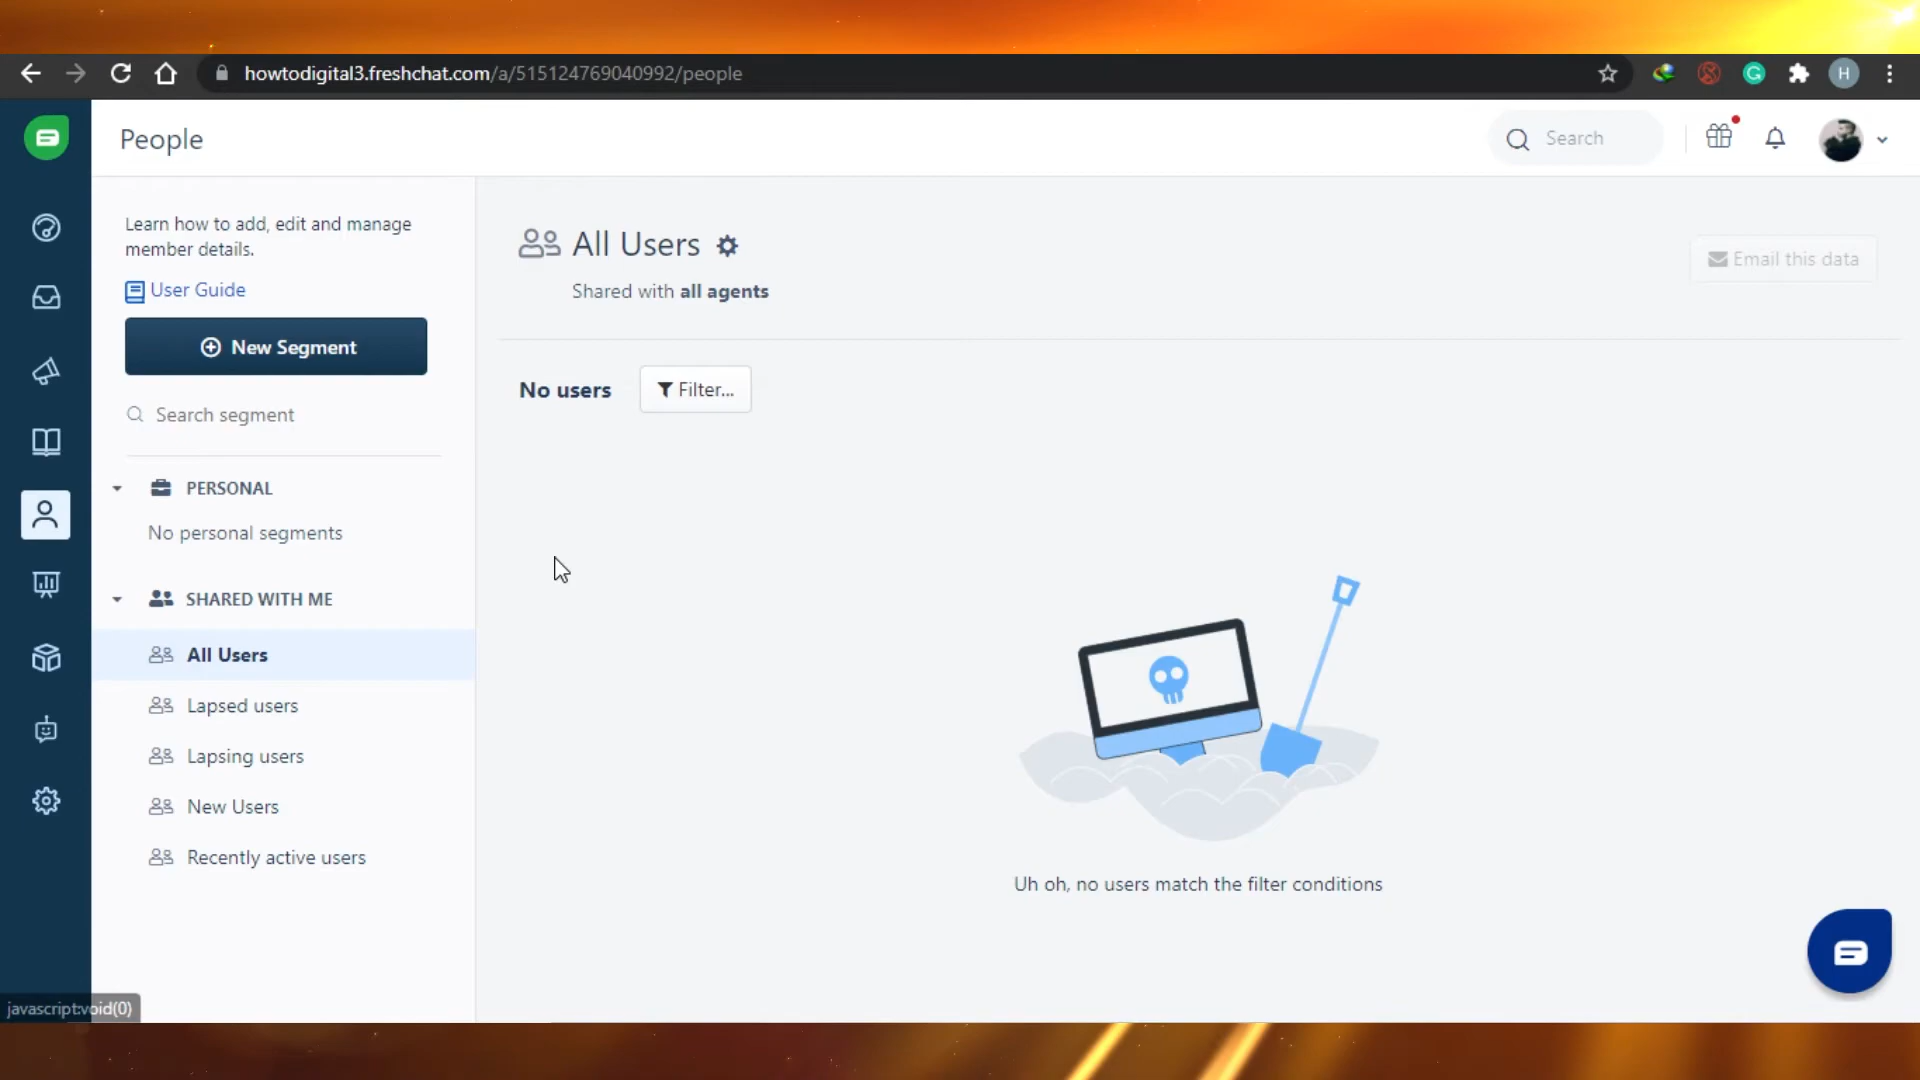 howtodigital3.freshchat.com/a/515124769040992/people
H
People
Search
Learn how to add, edit and manage
member details.
User Guide
New Segment
Search segment
PERSONAL
No personal segments
SHARED WITH ME
All Users
Lapsed users
Lapsing users
New Users
Recently active users
All Users
Shared with all agents
Email this data
No users
Filter...
Uh oh, no users match the filter conditions
javascript:void(0)